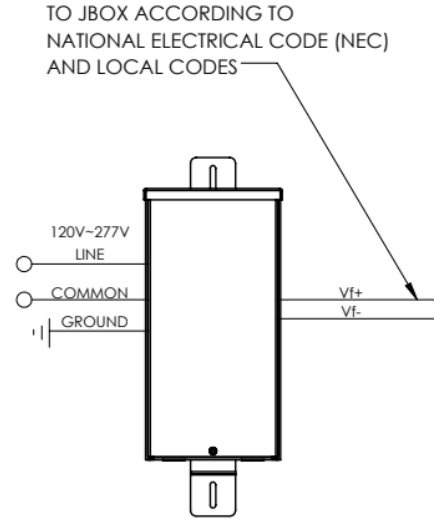 TO JBOX ACCORDING TO
NATIONAL ELECTRICAL CODE (NEC)
AND LOCAL CODES
120V~277V
LINE
COMMON
GROUND
Vf+
Vf-